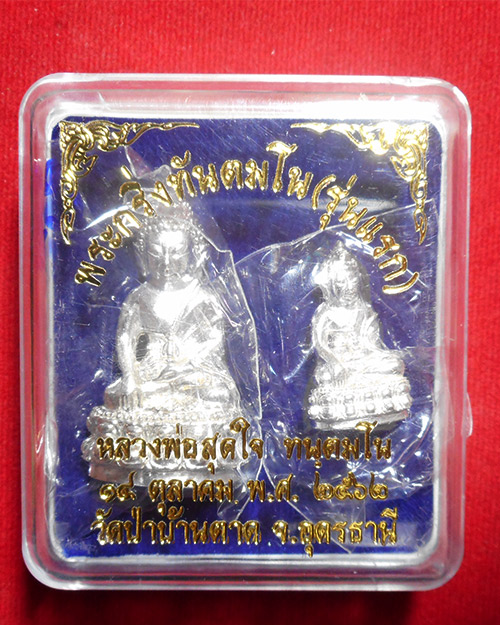 พระกริ่งทันตมโน(รุ่นแรก)
หลวงพ่อสุดใจ ทนฺตมโน
๑๔ ตุลาคม พ.ศ. ๒๕๖๒
วัดป่าบ้านตาด จ.อุดรธานี